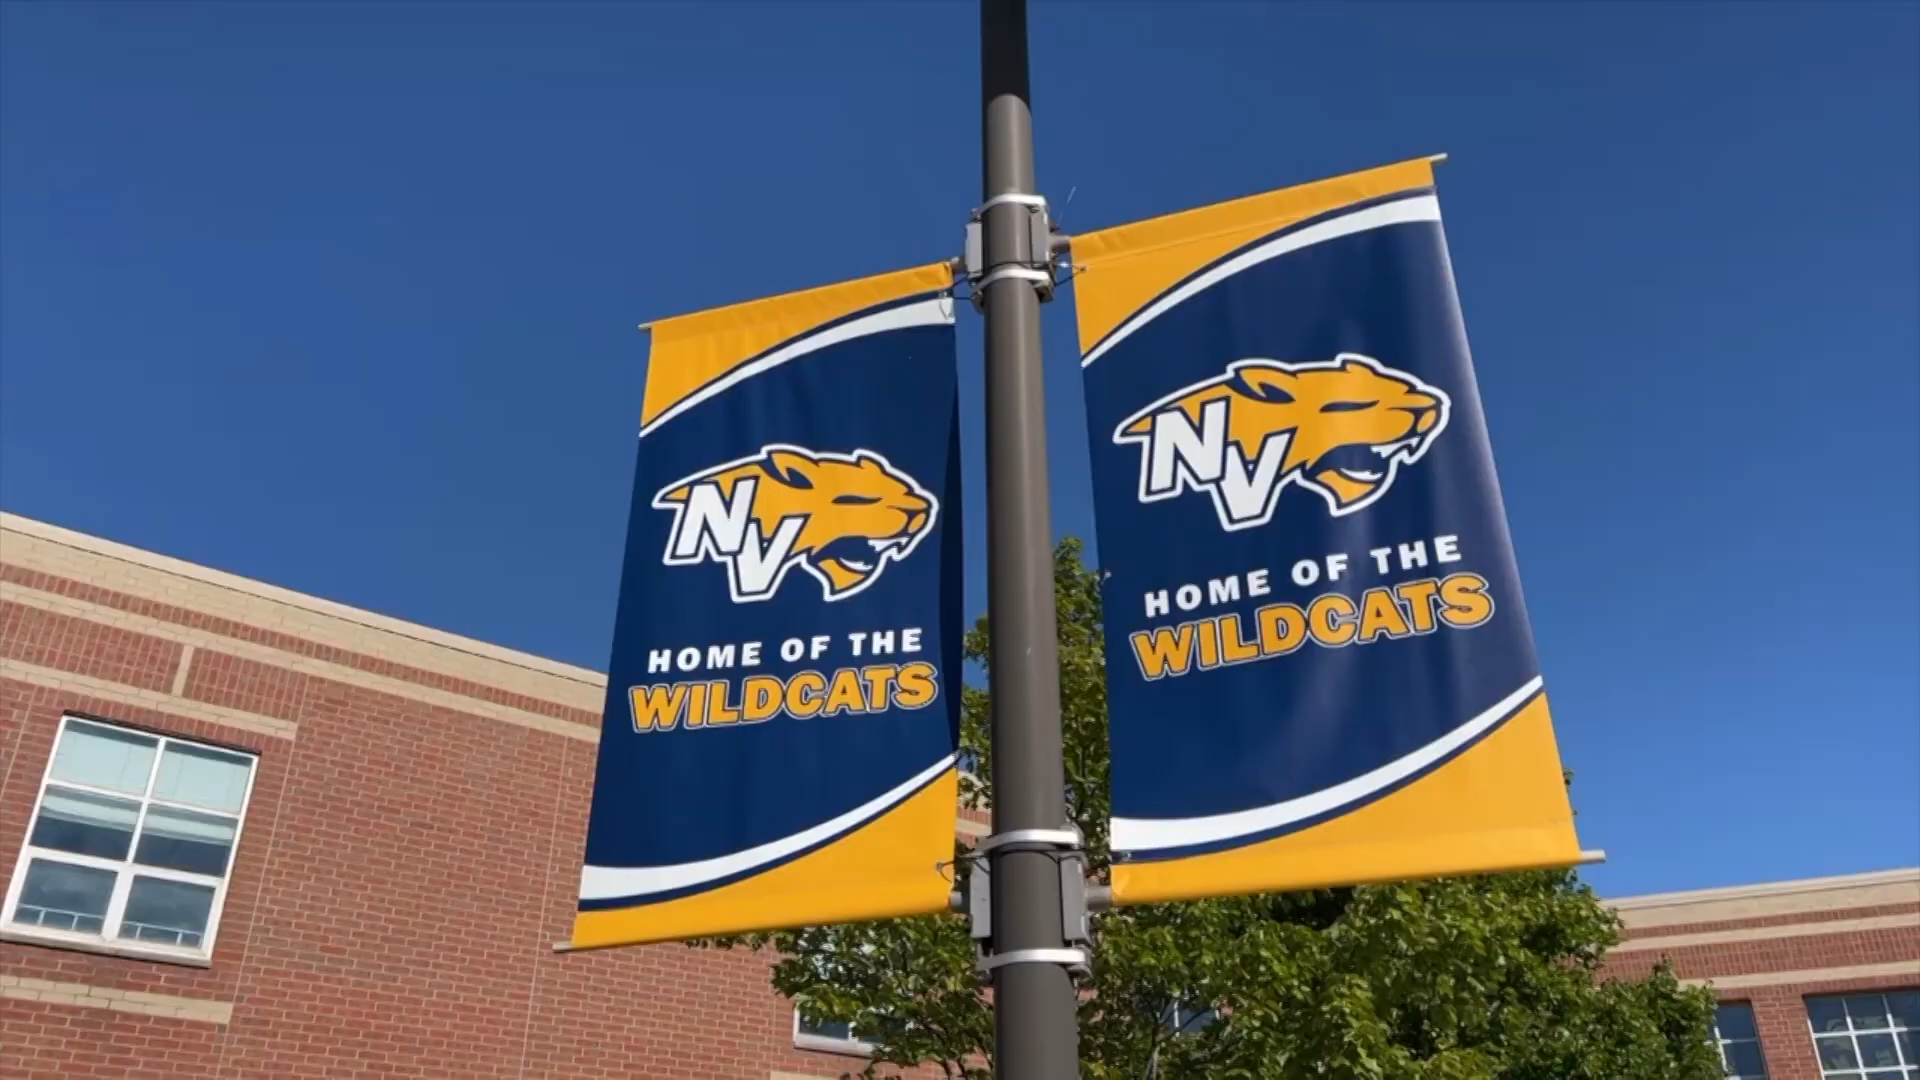 NV
HOME OF THE
WILDCATS
NV
HOME OF THE
WILDCATS